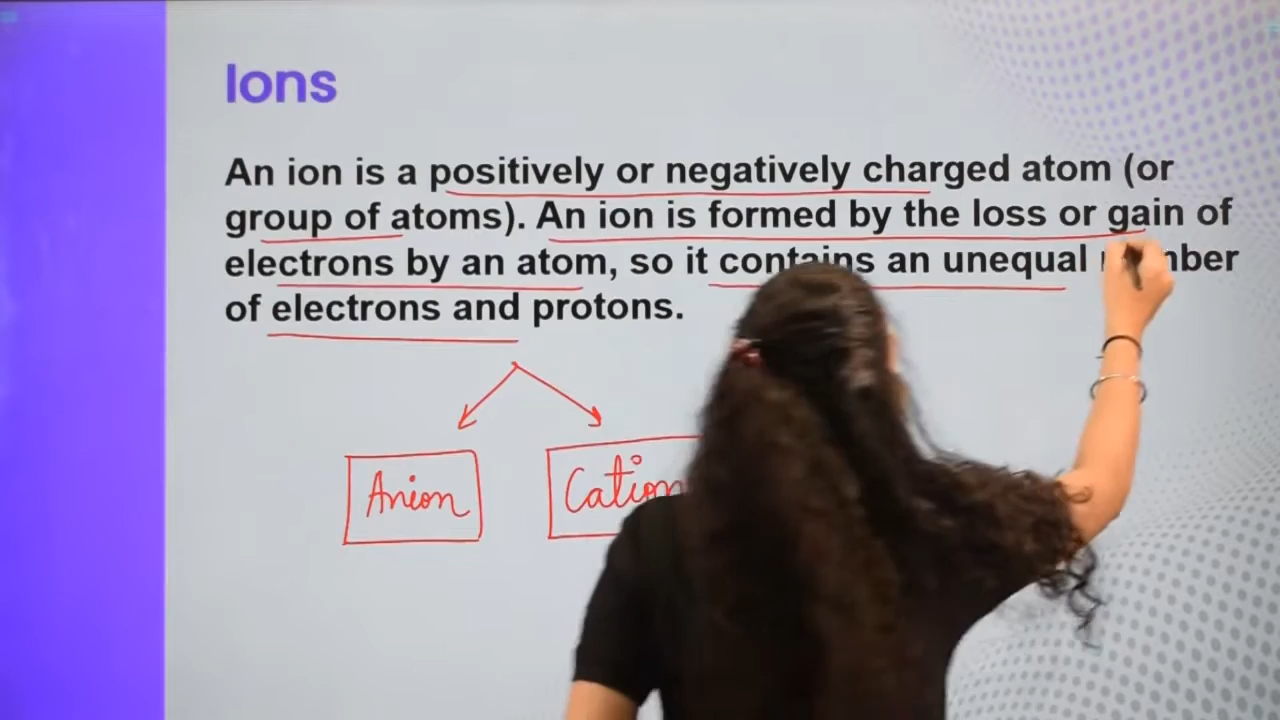 Ions
An ion is a positively or negatively charged atom (or
group of atoms). An ion is formed by the loss or gain of
electrons by an atom, so it contains an unequal
of electrons and protons.
Anion Cation